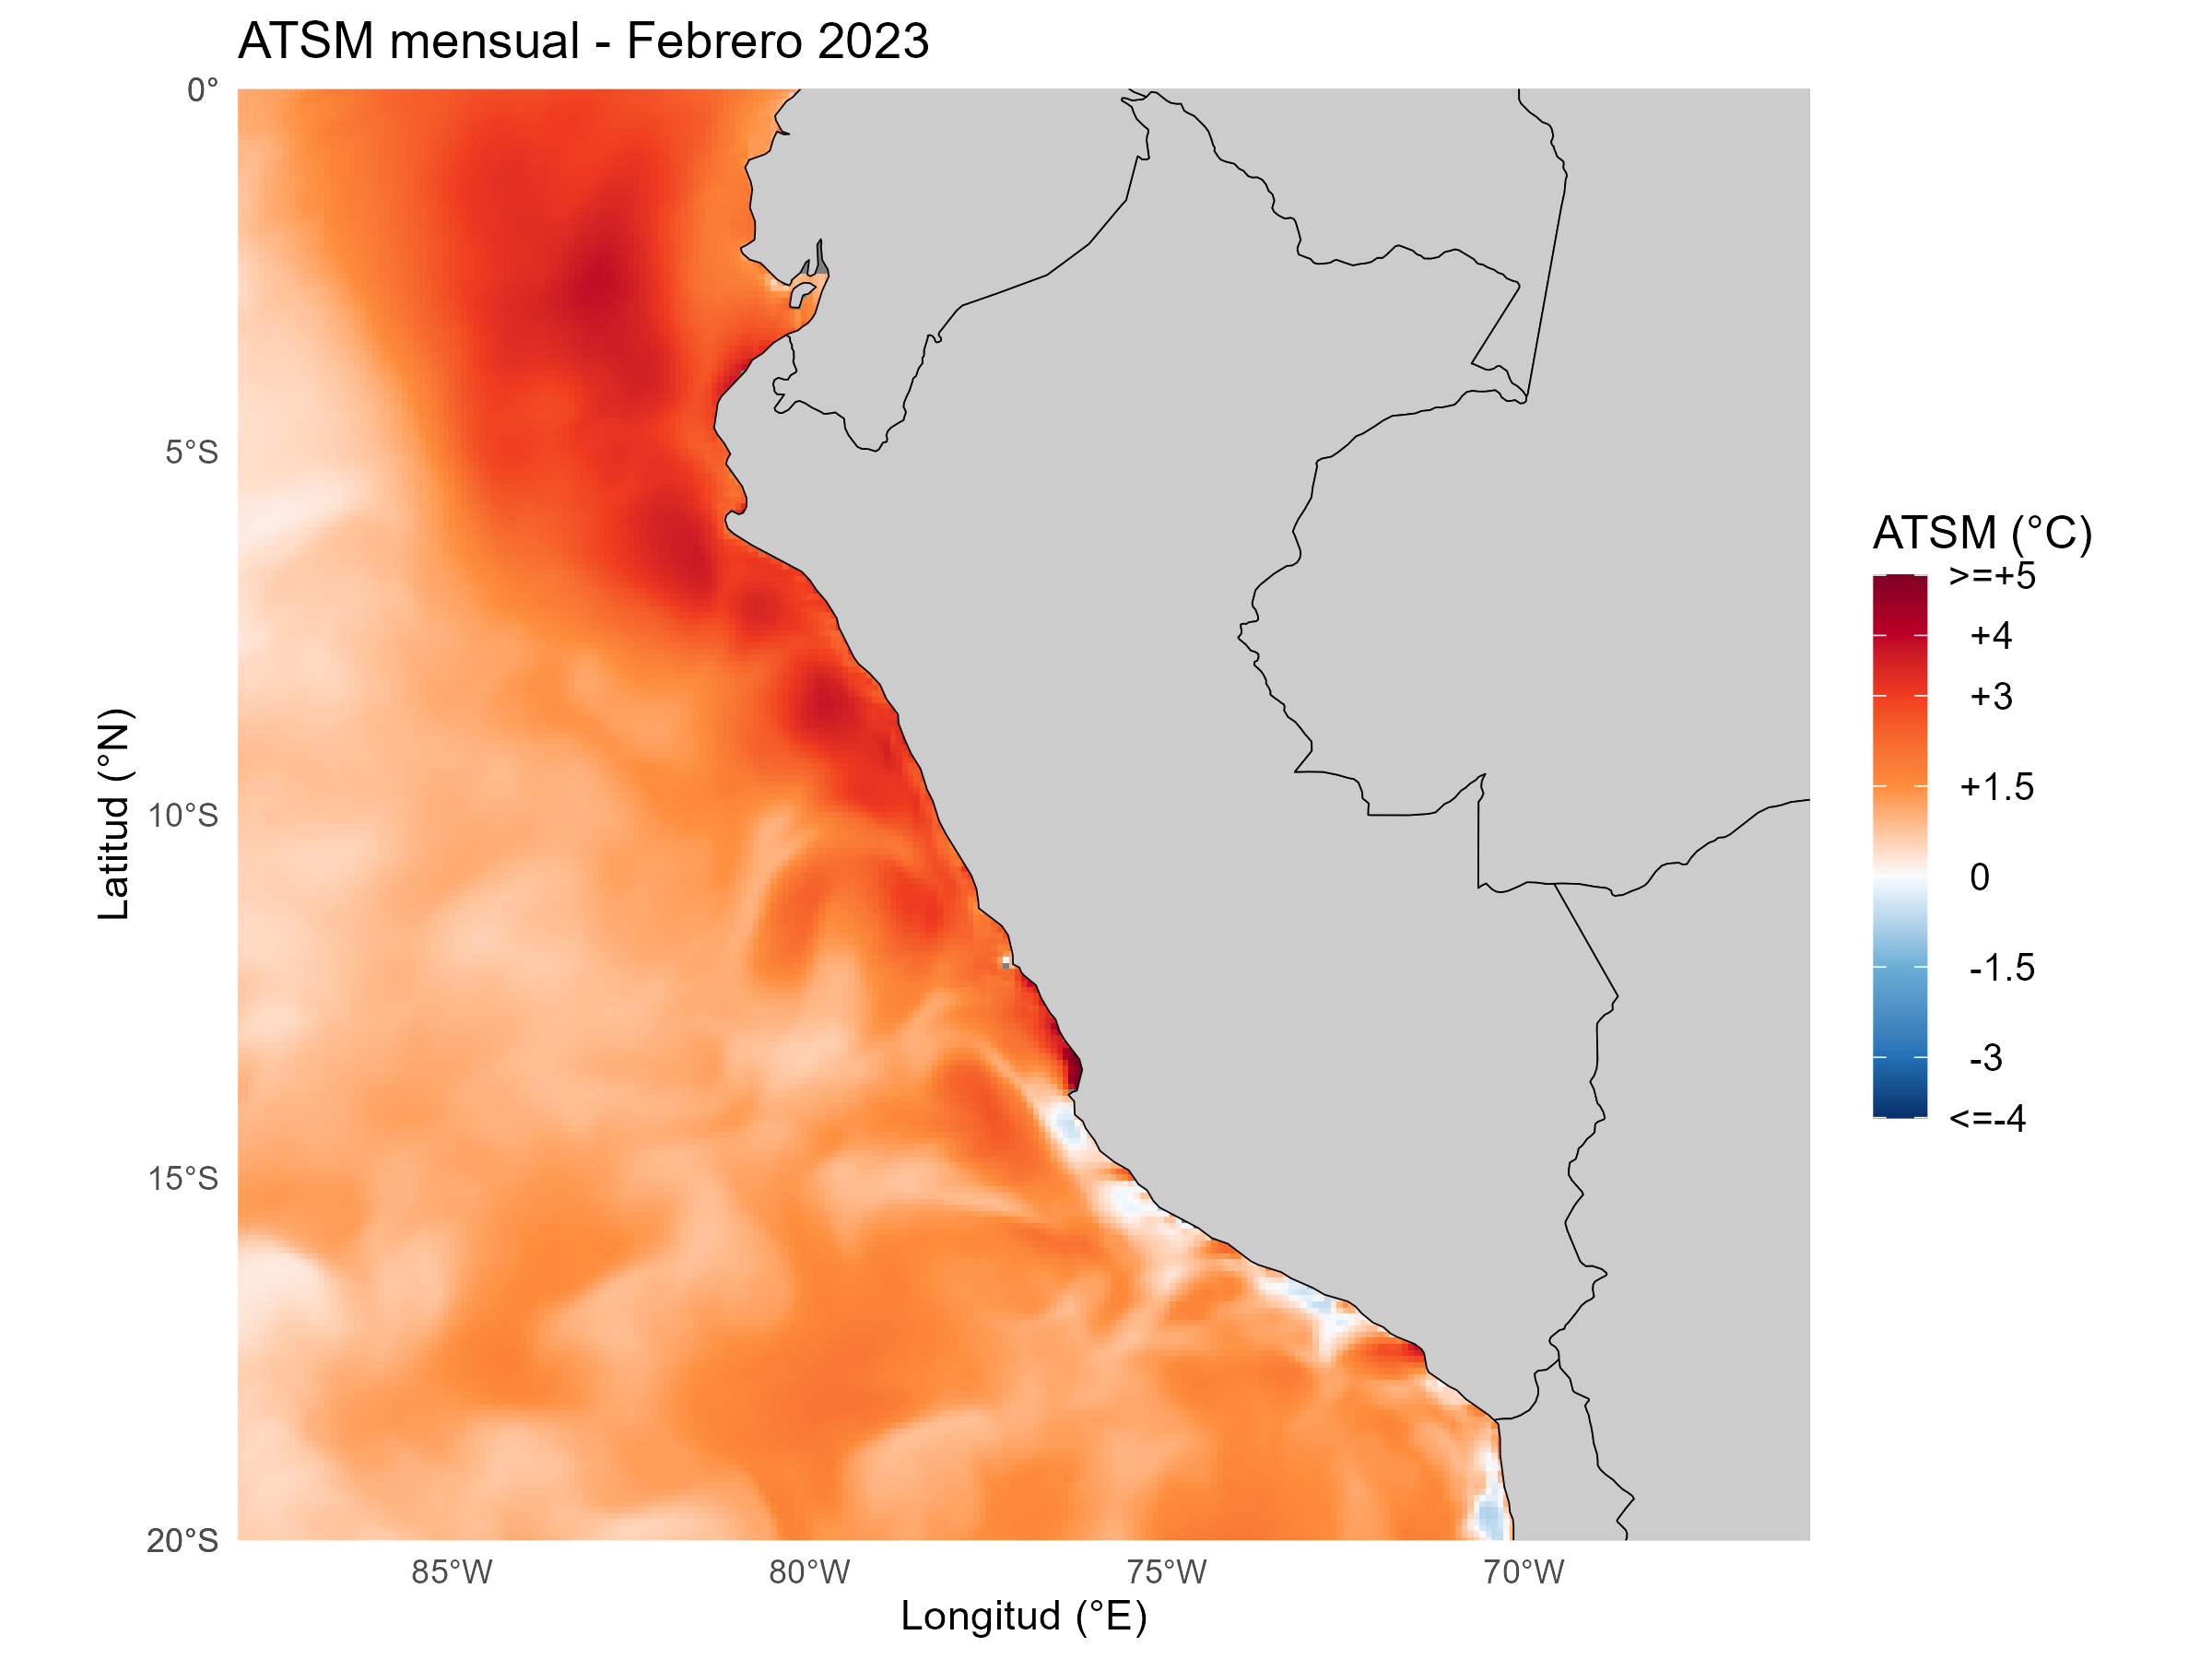 ATSM mensual - Febrero 2023
0°
5°S
10°S
15°S
20°S
Latitud (°N)
85°W
80°W
75°W
70°W
Longitud (°E)
ATSM (°C)
>=+5
+4
+3
+1.5
0
-1.5
-3
<=-4